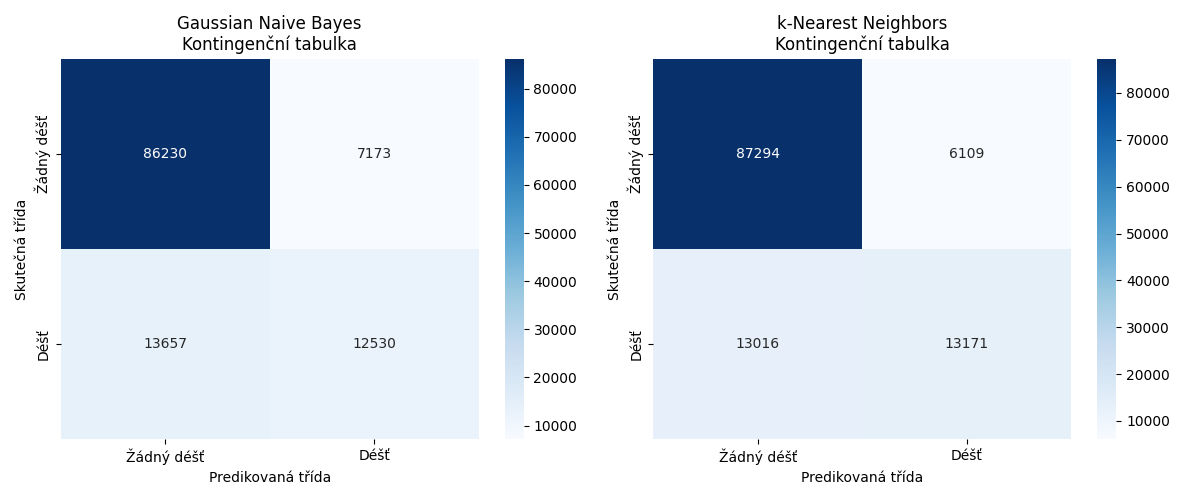 Gaussian Naive Bayes
Kontingenční tabulka
Skutečná třída
Žádný déšť
Déšť
86230
7173
13657
12530
Žádný déšť
Déšť
Predikovaná třída
80000
70000
60000
50000
40000
30000
20000
10000
k-Nearest Neighbors
Kontingenční tabulka
Skutečná třída
Žádný déšť
Déšť
87294
6109
13016
13171
Žádný déšť
Déšť
Predikovaná třída
80000
70000
60000
50000
40000
30000
20000
10000